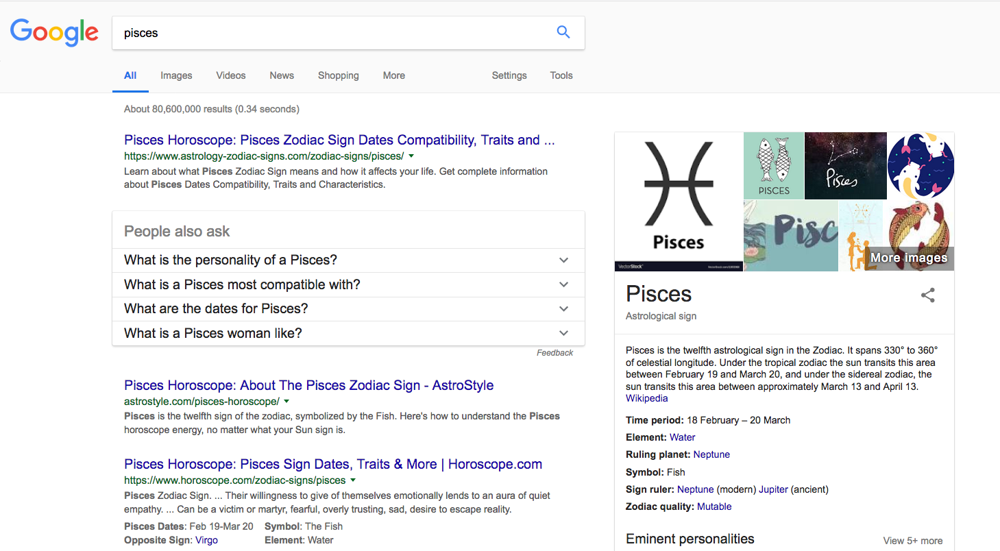 Google
pisces
All Images Videos News Shopping More Settings Tools
About 80,600,000 results (0.34 seconds)
Pisces Horoscope: Pisces Zodiac Sign Dates Compatibility, Traits and ...
https://www.astrology-zodiac-signs.com/zodiac-signs/pisces/
Learn about what Pisces Zodiac Sign means and how it affects your life. Get complete information
about Pisces Dates Compatibility, Traits and Characteristics.
People also ask
What is the personality of a Pisces?
What is a Pisces most compatible with?
What are the dates for Pisces?
What is a Pisces woman like?
Feedback
Pisces Horoscope: About The Pisces Zodiac Sign - AstroStyle
astrostyle.com/pisces-horoscope/
Pisces is the twelfth sign of the zodiac, symbolized by the Fish. Here's how to understand the Pisces
horoscope energy, no matter what your Sun sign is.
Pisces Horoscope: Pisces Sign Dates, Traits & More | Horoscope.com
https://www.horoscope.com/zodiac-signs/pisces
Pisces Zodiac Sign. ... Their willingness to give of themselves emotionally lends to an aura of quiet
empathy. ... Can be a victim or martyr, fearful, overly trusting, sad, desire to escape reality.
Pisces Dates: Feb 19-Mar 20 Symbol: The Fish
Opposite Sign: Virgo Element: Water
Pisces
VectorStock
PISCES
Pisces
Pisc
More images
Pisces
Astrological sign
Pisces is the twelfth astrological sign in the Zodiac. It spans 330° to 360°
of celestial longitude. Under the tropical zodiac the sun transits this area
between February 19 and March 20, and under the sidereal zodiac, the
sun transits this area between approximately March 13 and April 13.
Wikipedia
Time period: 18 February – 20 March
Element: Water
Ruling planet: Neptune
Symbol: Fish
Sign ruler: Neptune (modern) Jupiter (ancient)
Zodiac quality: Mutable
Eminent personalities
View 5+ more